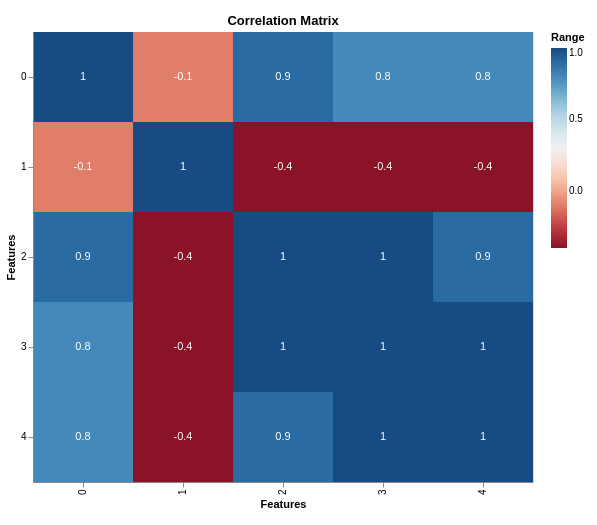 Correlation Matrix
Range
0 1 -0.1 0.9 0.8 0.8 1.0
0.5
1 -0.1 1 -0.4 -0.4 -0.4
0.0
Features
2 0.9 -0.4 1 1 0.9
3 0.8 -0.4 1 1 1
4 0.8 -0.4 0.9 1 1
0 1 2 3 4
Features